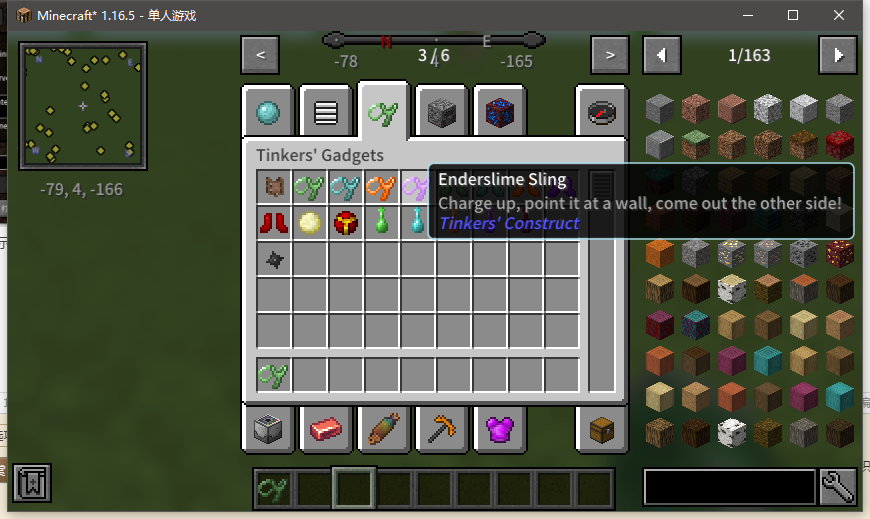 Minecraft* 1.16.5 - 单人游戏
<
N
E
-78
3 / 6
4
-165
>
1/163
N
E
W
S
-79, 4, -166
Tinkers' Gadgets
Enderslime Sling
Charge up, point it at a wall, come out the other side!
Tinkers' Construct